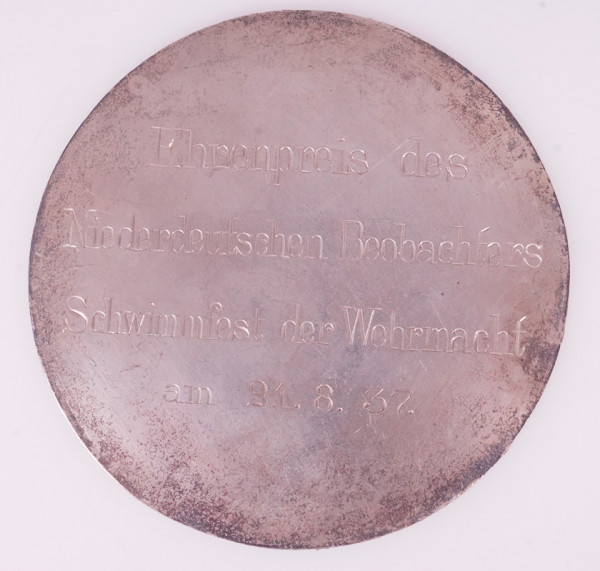 Ehrenpreis des
Niederdeutschen Beobachters
Schwimmfest der Wehrmacht
am 21. 8. 37.